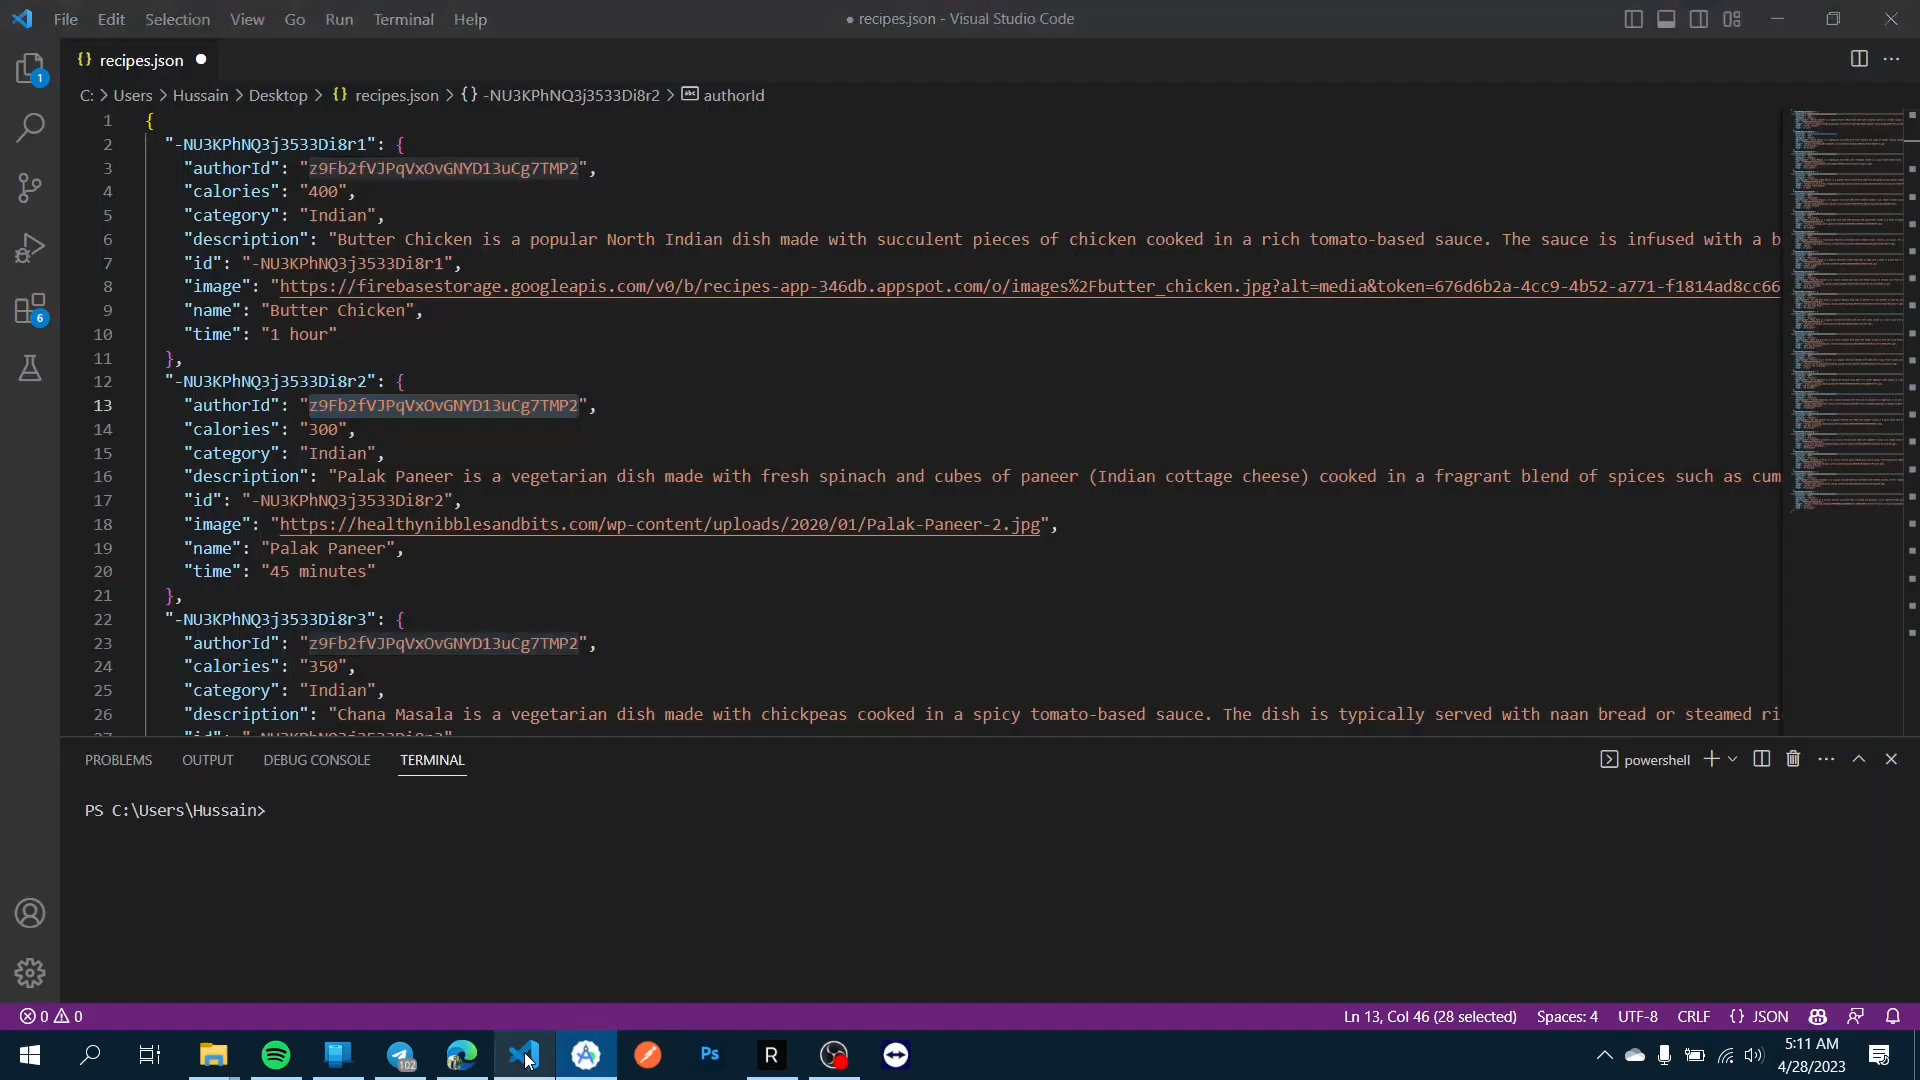 File Edit Selection View Go Run Terminal Help
● recipes.json - Visual Studio Code
{} recipes.json ●
1
C: > Users > Hussain > Desktop > {} recipes.json > {} -NU3KPhNQ3j3533Di8r2 > authorId
1 {
2 "-NU3KPhNQ3j3533Di8r1": {
3 "authorId": "z9Fb2fVJPqVxOvGNYD13uCg7TMP2",
4 "calories": "400",
5 "category": "Indian",
6 "description": "Butter Chicken is a popular North Indian dish made with succulent pieces of chicken cooked in a rich tomato-based sauce. The sauce is infused with a b
7 "id": "-NU3KPhNQ3j3533Di8r1",
8 "image": "https://firebasestorage.googleapis.com/v0/b/recipes-app-346db.appspot.com/o/images%2Fbutter_chicken.jpg?alt=media&token=676d6b2a-4cc9-4b52-a771-f1814ad8cc66
9 "name": "Butter Chicken",
10 "time": "1 hour"
11 },
12 "-NU3KPhNQ3j3533Di8r2": {
13 "authorId": "z9Fb2fVJPqVxOvGNYD13uCg7TMP2",
14 "calories": "300",
15 "category": "Indian",
16 "description": "Palak Paneer is a vegetarian dish made with fresh spinach and cubes of paneer (Indian cottage cheese) cooked in a fragrant blend of spices such as cum
17 "id": "-NU3KPhNQ3j3533Di8r2",
18 "image": "https://healthynibblesandbits.com/wp-content/uploads/2020/01/Palak-Paneer-2.jpg",
19 "name": "Palak Paneer",
20 "time": "45 minutes"
21 },
22 "-NU3KPhNQ3j3533Di8r3": {
23 "authorId": "z9Fb2fVJPqVxOvGNYD13uCg7TMP2",
24 "calories": "350",
25 "category": "Indian",
26 "description": "Chana Masala is a vegetarian dish made with chickpeas cooked in a spicy tomato-based sauce. The dish is typically served with naan bread or steamed ri
6
PROBLEMS OUTPUT DEBUG CONSOLE TERMINAL
powershell
PS C:\Users\Hussain>
0 0
Ln 13, Col 46 (28 selected) Spaces: 4 UTF-8 CRLF {} JSON
102
Ps
R
5:11 AM
4/28/2023